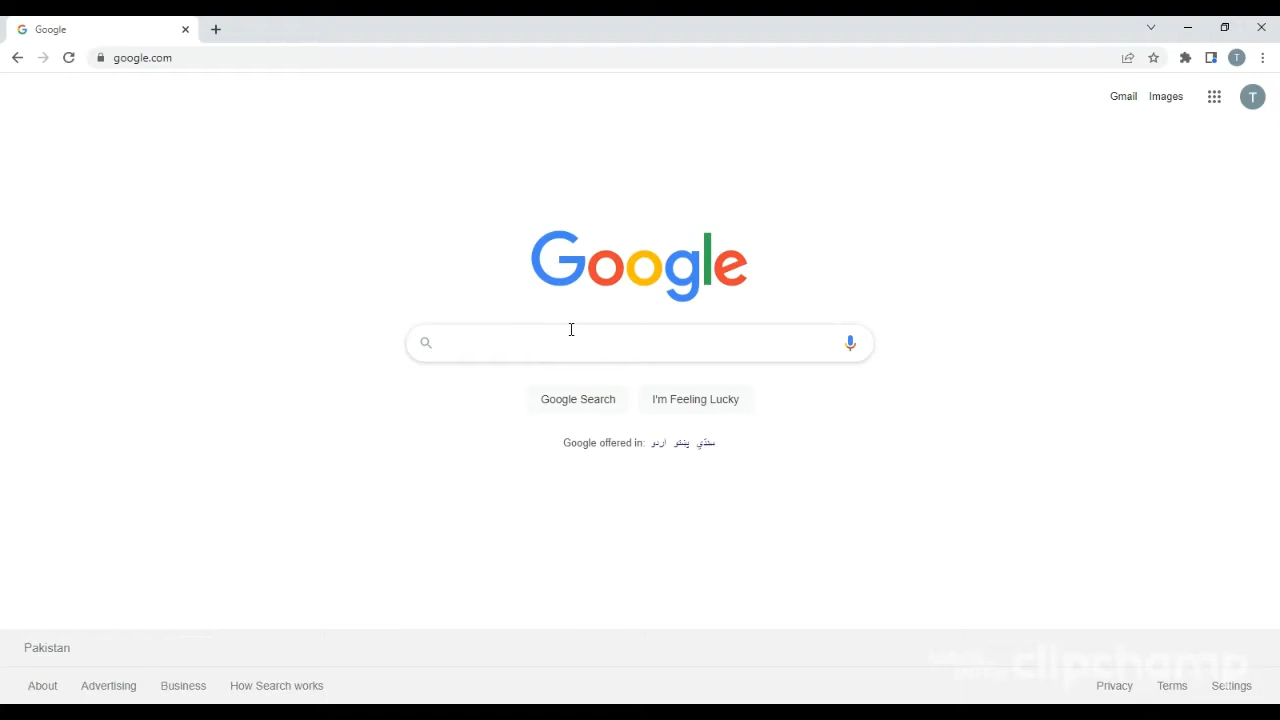 Google
google.com
T
Gmail Images T
Google
Google Search I'm Feeling Lucky
Google offered in: اردو پښتو سنڌي
Pakistan
clipchamp
About Advertising Business How Search works Privacy Terms Settings